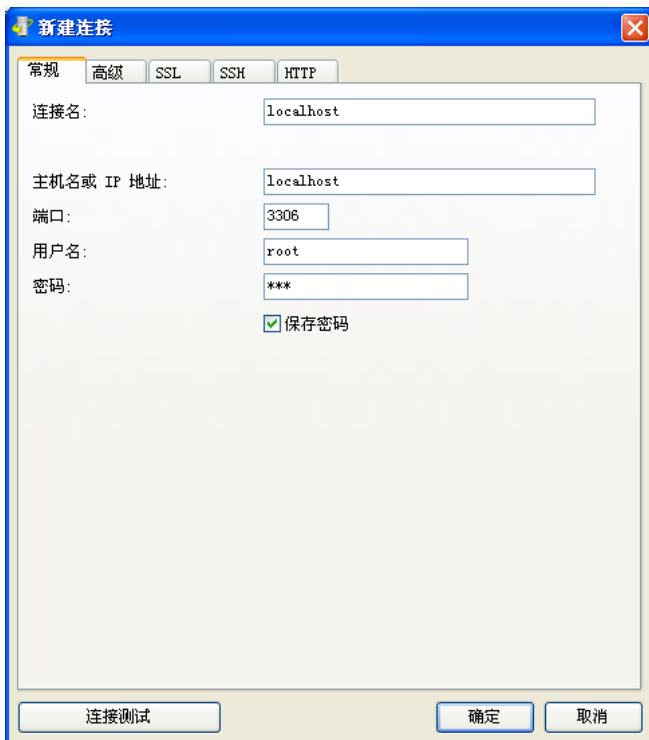 新建连接
常规 高级 SSL SSH HTTP
连接名: localhost
主机名或 IP 地址: localhost
端口: 3306
用户名: root
密码: ***
保存密码
连接测试 确定 取消